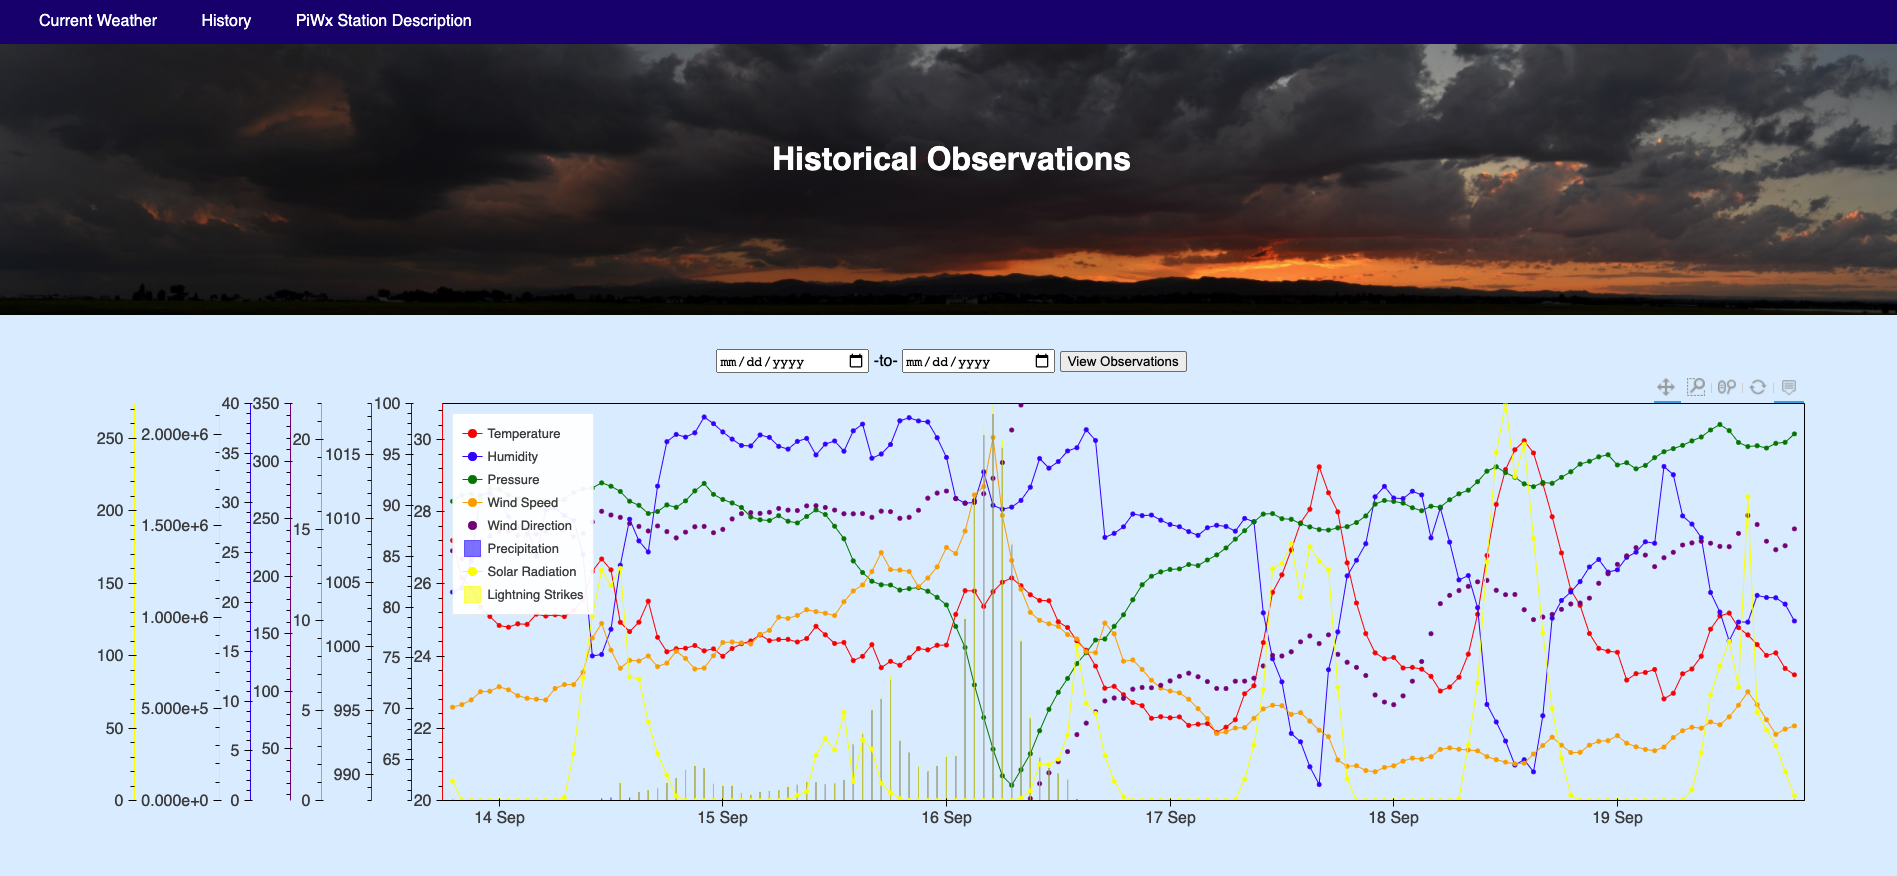 Current Weather History PiWx Station Description
Historical Observations
mm/dd/yyyy -to- mm/dd/yyyy View Observations
250
200
150
100
50
0
2.000e+6
1.500e+6
1.000e+6
5.000e+5
0.000e+0
40
35
30
25
20
15
10
5
0
350
300
250
200
150
100
50
0
20
15
10
5
0
1015
1010
1005
1000
995
990
100
95
90
85
80
75
70
65
30
28
26
24
22
20
Temperature
Humidity
Pressure
Wind Speed
Wind Direction
Precipitation
Solar Radiation
Lightning Strikes
14 Sep 15 Sep 16 Sep 17 Sep 18 Sep 19 Sep